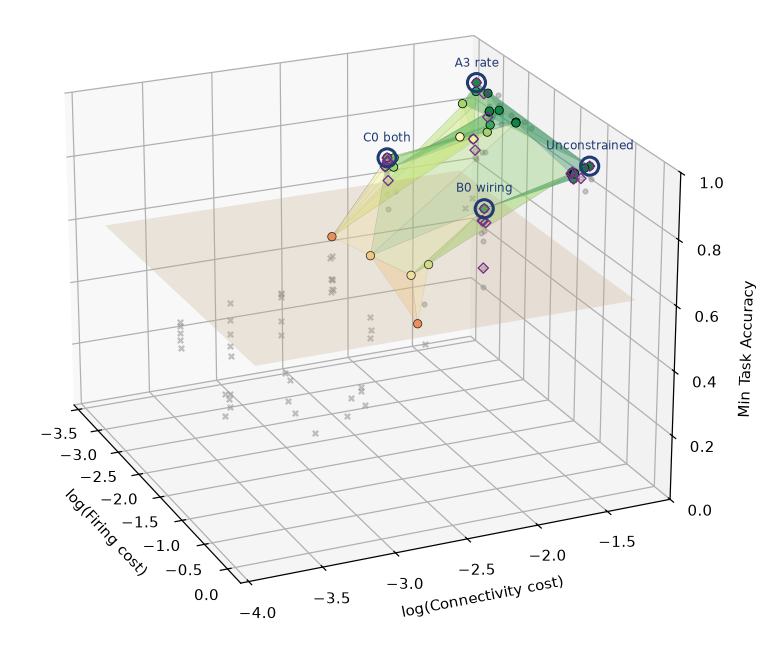 A3 rate
C0 both
Unconstrained
B0 wiring
1.0
0.8
0.6
0.4
0.2
0.0
Min Task Accuracy
−3.5
−3.0
−2.5
−2.0
−1.5
−1.0
−0.5
0.0
log(Firing cost)
−4.0
−3.5
−3.0
−2.5
−2.0
−1.5
log(Connectivity cost)